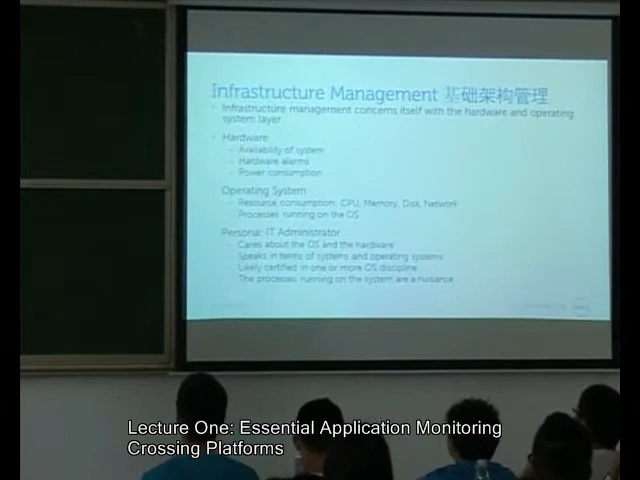 Infrastructure Management 基础架构管理
Infrastructure management concerns itself with the hardware and operating
system layer
Hardware
– Availability of system
– Hardware alarms
– Power consumption
Operating System
– Resource consumption: CPU, Memory, Disk, Network
– Processes running on the OS
Persona: IT Administrator
– Cares about the OS and the hardware
– Speaks in terms of systems and operating systems
– Likely certified in one or more OS discipline
– The processes running on the system are a nuisance
Lecture One: Essential Application Monitoring
Crossing Platforms